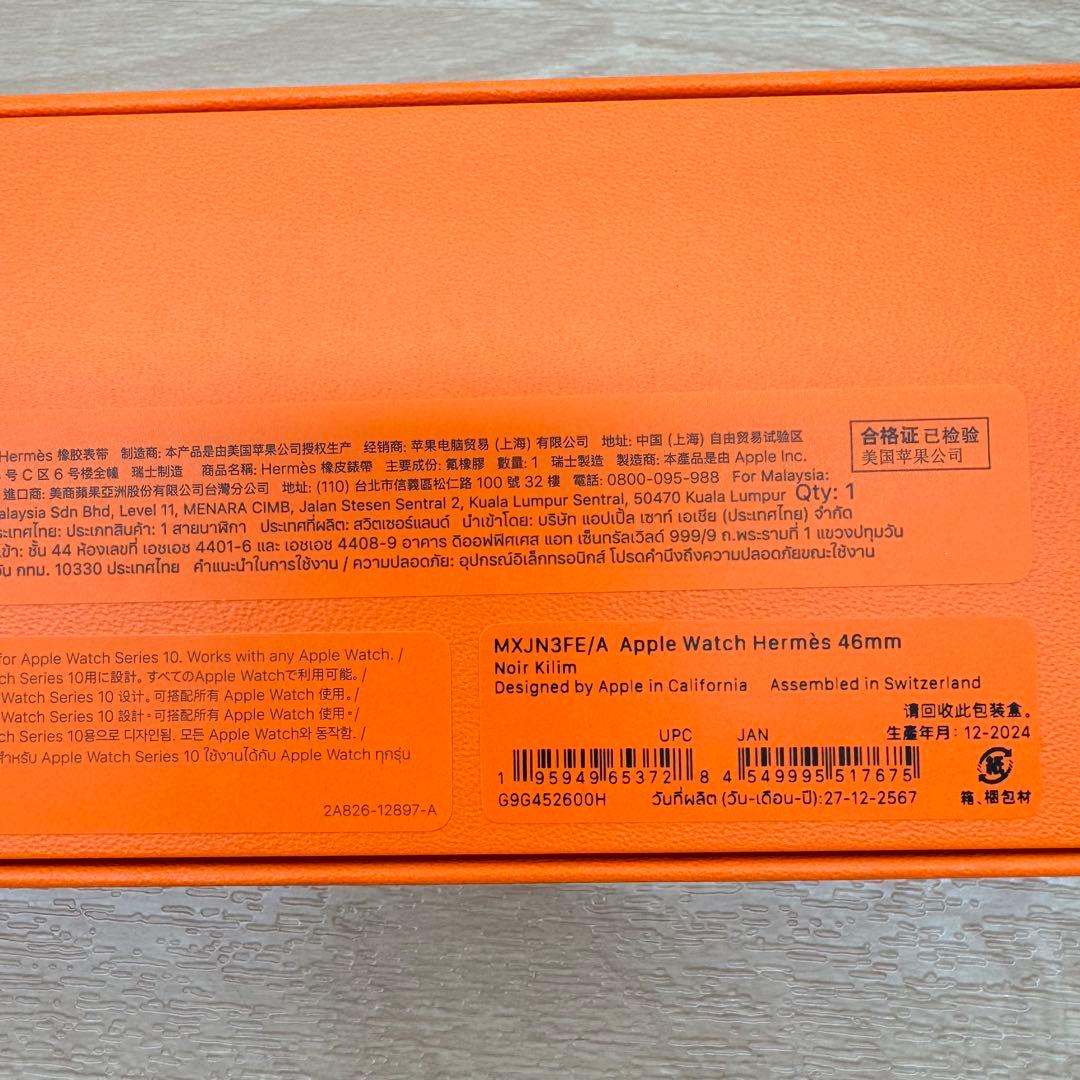 Hermès 橡胶表带 制造商: 本产品是由美国苹果公司授权生产 经销商: 苹果电脑贸易 (上海) 有限公司 地址: 中国 (上海) 自由贸易试验区
号 C 区 6 号楼全幢 瑞士制造 商品名稱: Hermès 橡皮錶帶 主要成份: 氟橡膠 數量: 1 瑞士製造 製造商: 本產品是由 Apple Inc.
進口商: 美商蘋果亞洲股份有限公司台灣分公司 地址: (110) 台北市信義區松仁路 100 號 32 樓 電話: 0800-095-988 For Malaysia:
alaysia Sdn Bhd, Level 11, MENARA CIMB, Jalan Stesen Sentral 2, Kuala Lumpur Sentral, 50470 Kuala Lumpur Qty: 1
ระเทศไทย: ประเภทสินค้า: 1 สายนาฬิกา ประเทศที่ผลิต: สวิตเซอร์แลนด์ นำเข้าโดย: บริษัท แอปเปิ้ล เซาท์ เอเชีย (ประเทศไทย) จำกัด
เข้า: ชั้น 44 ห้องเลขที่ เอชเอช 4401-6 และ เอชเอช 4408-9 อาคาร ดิออฟฟิศเศส แอท เซ็นทรัลเวิลด์ 999/9 ถ.พระรามที่ 1 แขวงปทุมวัน
วัน กทม. 10330 ประเทศไทย คำแนะนำในการใช้งาน / ความปลอดภัย: อุปกรณ์อิเล็กทรอนิกส์ โปรดคำนึงถึงความปลอดภัยขณะใช้งาน
合格证 已检验
美国苹果公司
for Apple Watch Series 10. Works with any Apple Watch. /
ch Series 10用に設計。すべてのApple Watchで利用可能。/
Watch Series 10 设计。可搭配所有 Apple Watch 使用。/
Watch Series 10 設計。可搭配所有 Apple Watch 使用。/
ch Series 10용으로 디자인됨. 모든 Apple Watch와 동작함. /
สำหรับ Apple Watch Series 10 ใช้งานได้กับ Apple Watch ทุกรุ่น
2A826-12897-A
MXJN3FE/A Apple Watch Hermès 46mm
Noir Kilim
Designed by Apple in California Assembled in Switzerland
请回收此包装盒。
UPC JAN 生產年月: 12-2024
1 95949 65372 8 4 549995 517675
G9G452600H วันที่ผลิต (วัน-เดือน-ปี):27-12-2567
紙
箱、梱包材